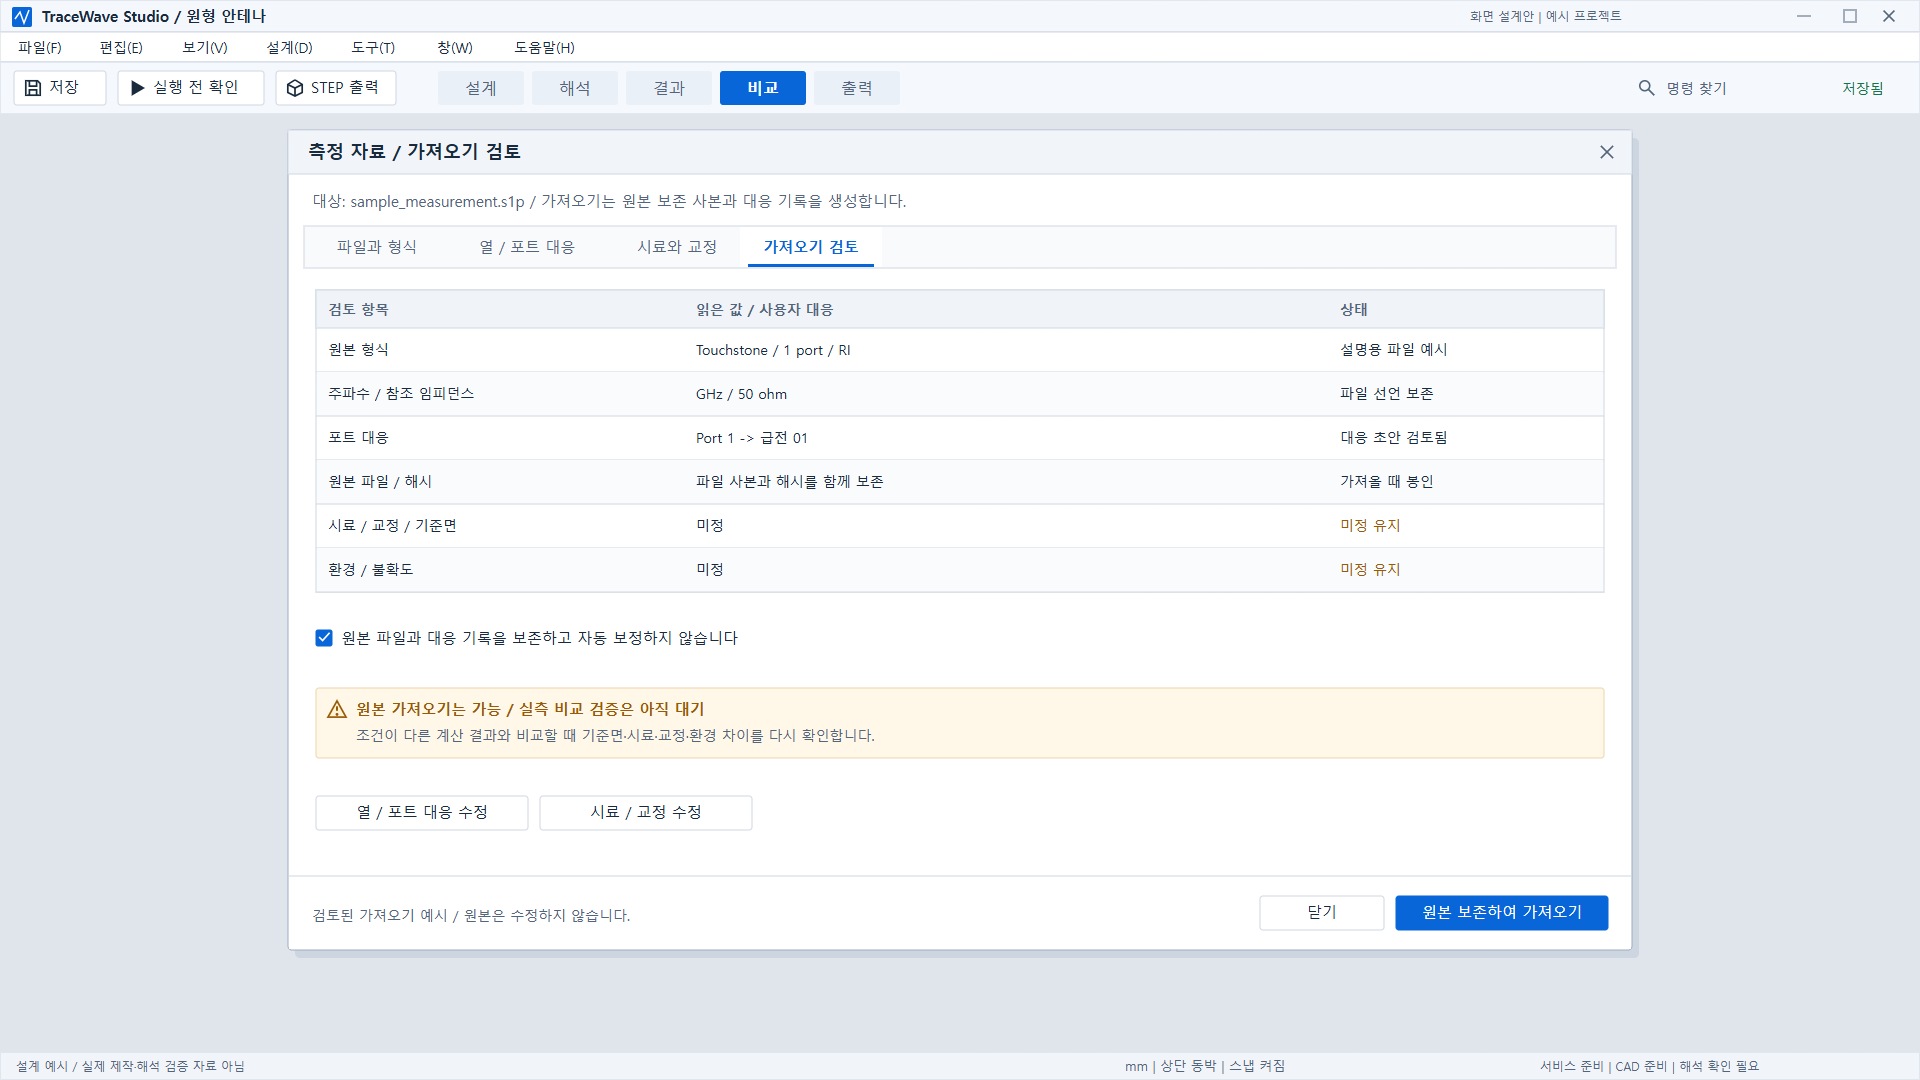 TraceWave Studio / 원형 안테나
화면 설계안 | 예시 프로젝트
파일(F) 편집(E) 보기(V) 설계(D) 도구(T) 창(W) 도움말(H)
저장 실행 전 확인 STEP 출력 설계 해석 결과 비교 출력 명령 찾기 저장됨
측정 자료 / 가져오기 검토
대상: sample_measurement.s1p / 가져오기는 원본 보존 사본과 대응 기록을 생성합니다.
파일과 형식 열 / 포트 대응 시료와 교정 가져오기 검토
검토 항목 읽은 값 / 사용자 대응 상태
원본 형식 Touchstone / 1 port / RI 설명용 파일 예시
주파수 / 참조 임피던스 GHz / 50 ohm 파일 선언 보존
포트 대응 Port 1 -> 급전 01 대응 초안 검토됨
원본 파일 / 해시 파일 사본과 해시를 함께 보존 가져올 때 봉인
시료 / 교정 / 기준면 미정 미정 유지
환경 / 불확도 미정 미정 유지
원본 파일과 대응 기록을 보존하고 자동 보정하지 않습니다
원본 가져오기는 가능 / 실측 비교 검증은 아직 대기
조건이 다른 계산 결과와 비교할 때 기준면·시료·교정·환경 차이를 다시 확인합니다.
열 / 포트 대응 수정 시료 / 교정 수정
검토된 가져오기 예시 / 원본은 수정하지 않습니다. 닫기 원본 보존하여 가져오기
설계 예시 / 실제 제작·해석 검증 자료 아님 mm | 상단 동박 | 스냅 켜짐 서비스 준비 | CAD 준비 | 해석 확인 필요